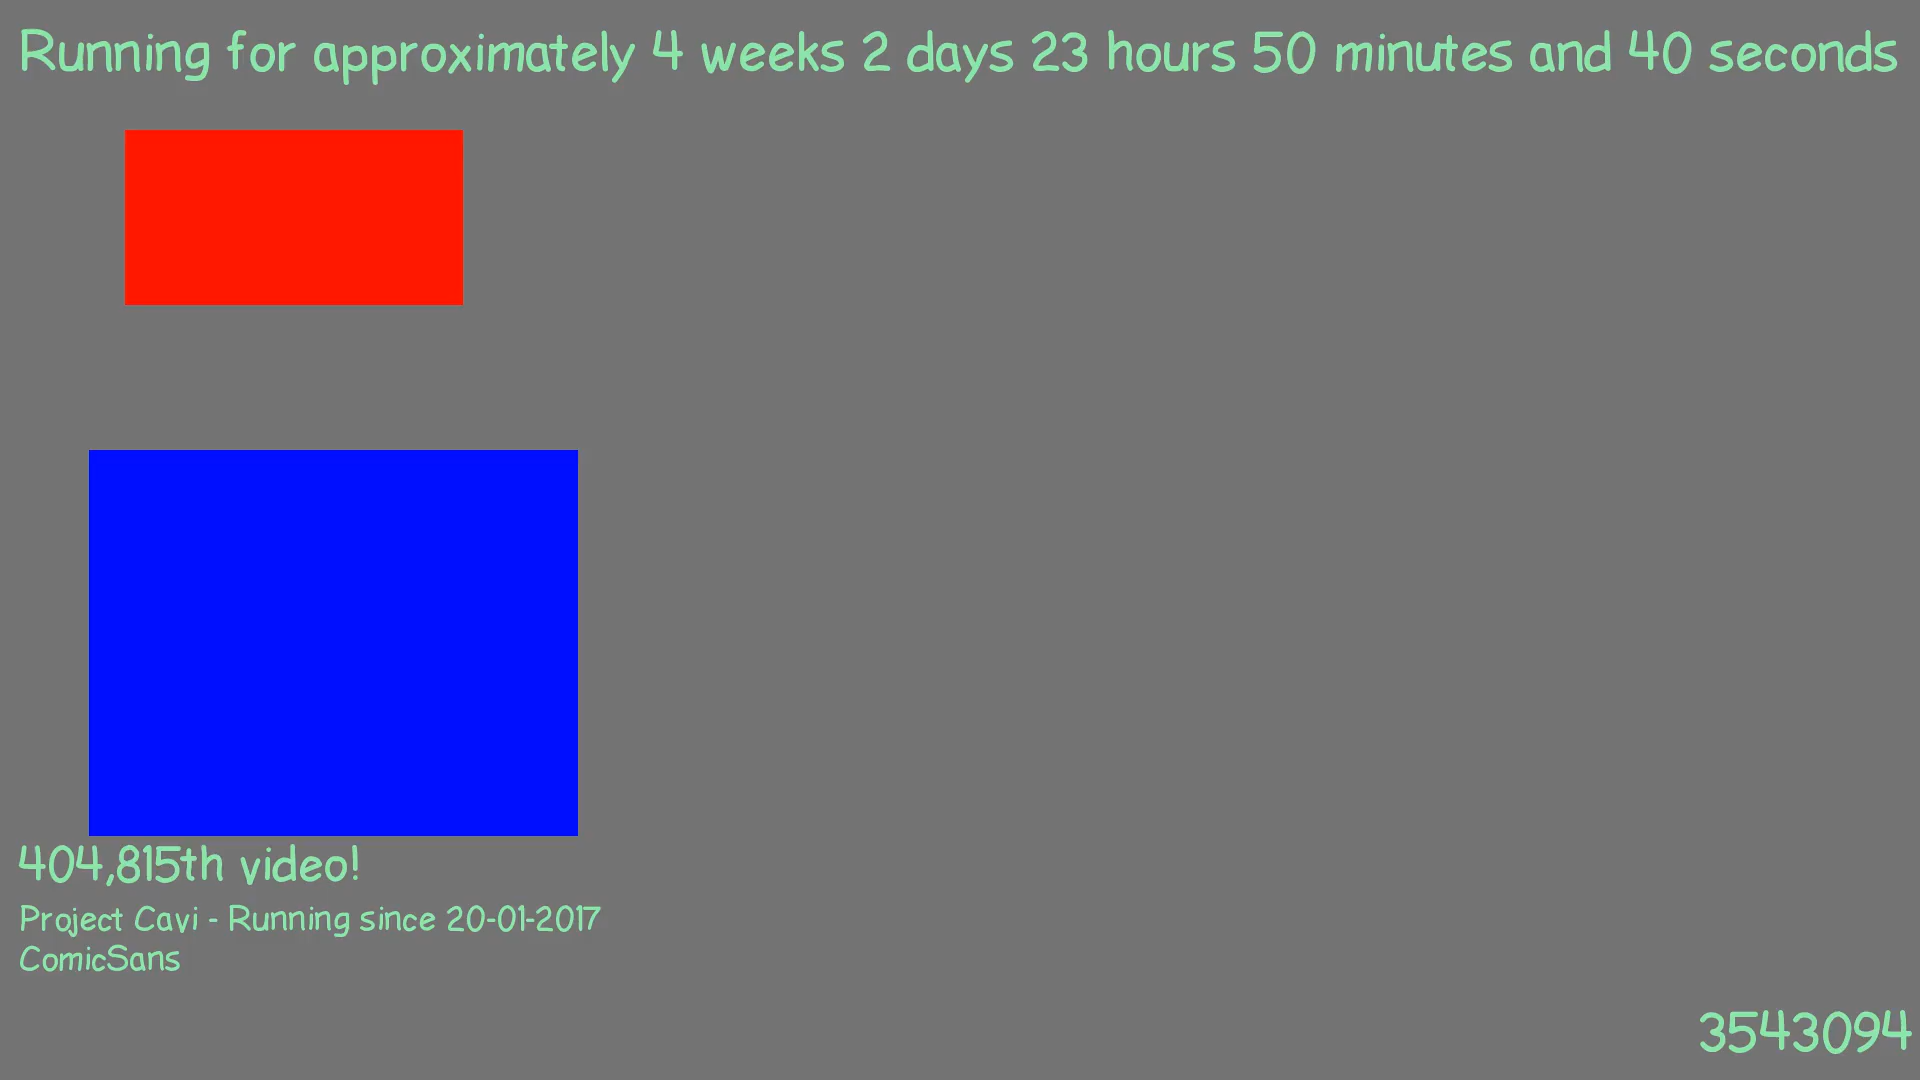 Running for approximately 4 weeks 2 days 23 hours 50 minutes and 40 seconds
404,815th video!
Project Cavi - Running since 20-01-2017
ComicSans
3543094